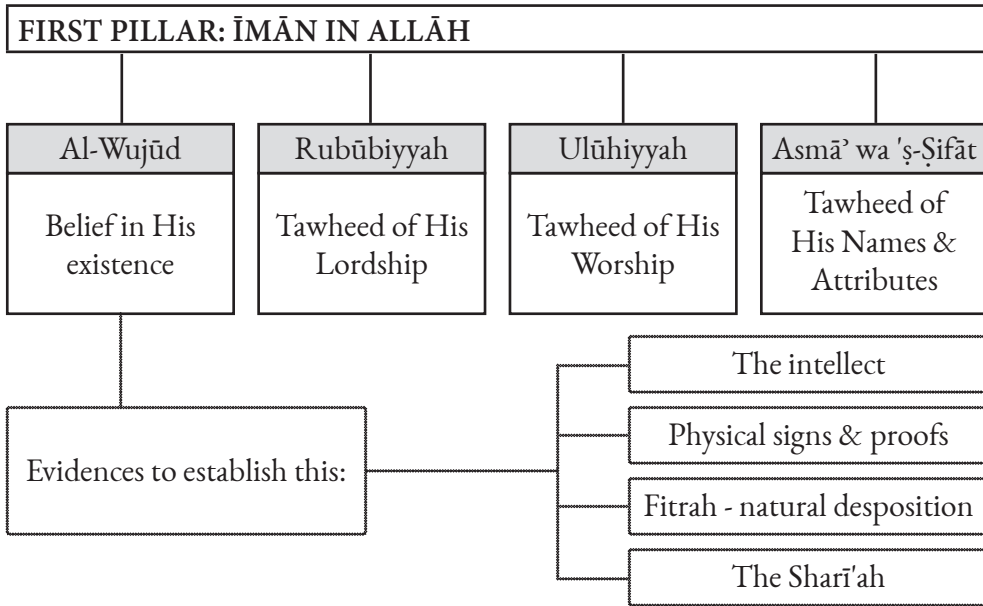 FIRST PILLAR: ĪMĀN IN ALLĀH
Al-Wujūd
Belief in His
existence
Rubūbiyyah
Tawheed of His
Lordship
Ulūhiyyah
Tawheed of His
Worship
Asmāʾ wa 'ṣ-Ṣifāt
Tawheed of
His Names &
Attributes
Evidences to establish this:
The intellect
Physical signs & proofs
Fitrah - natural desposition
The Sharī'ah